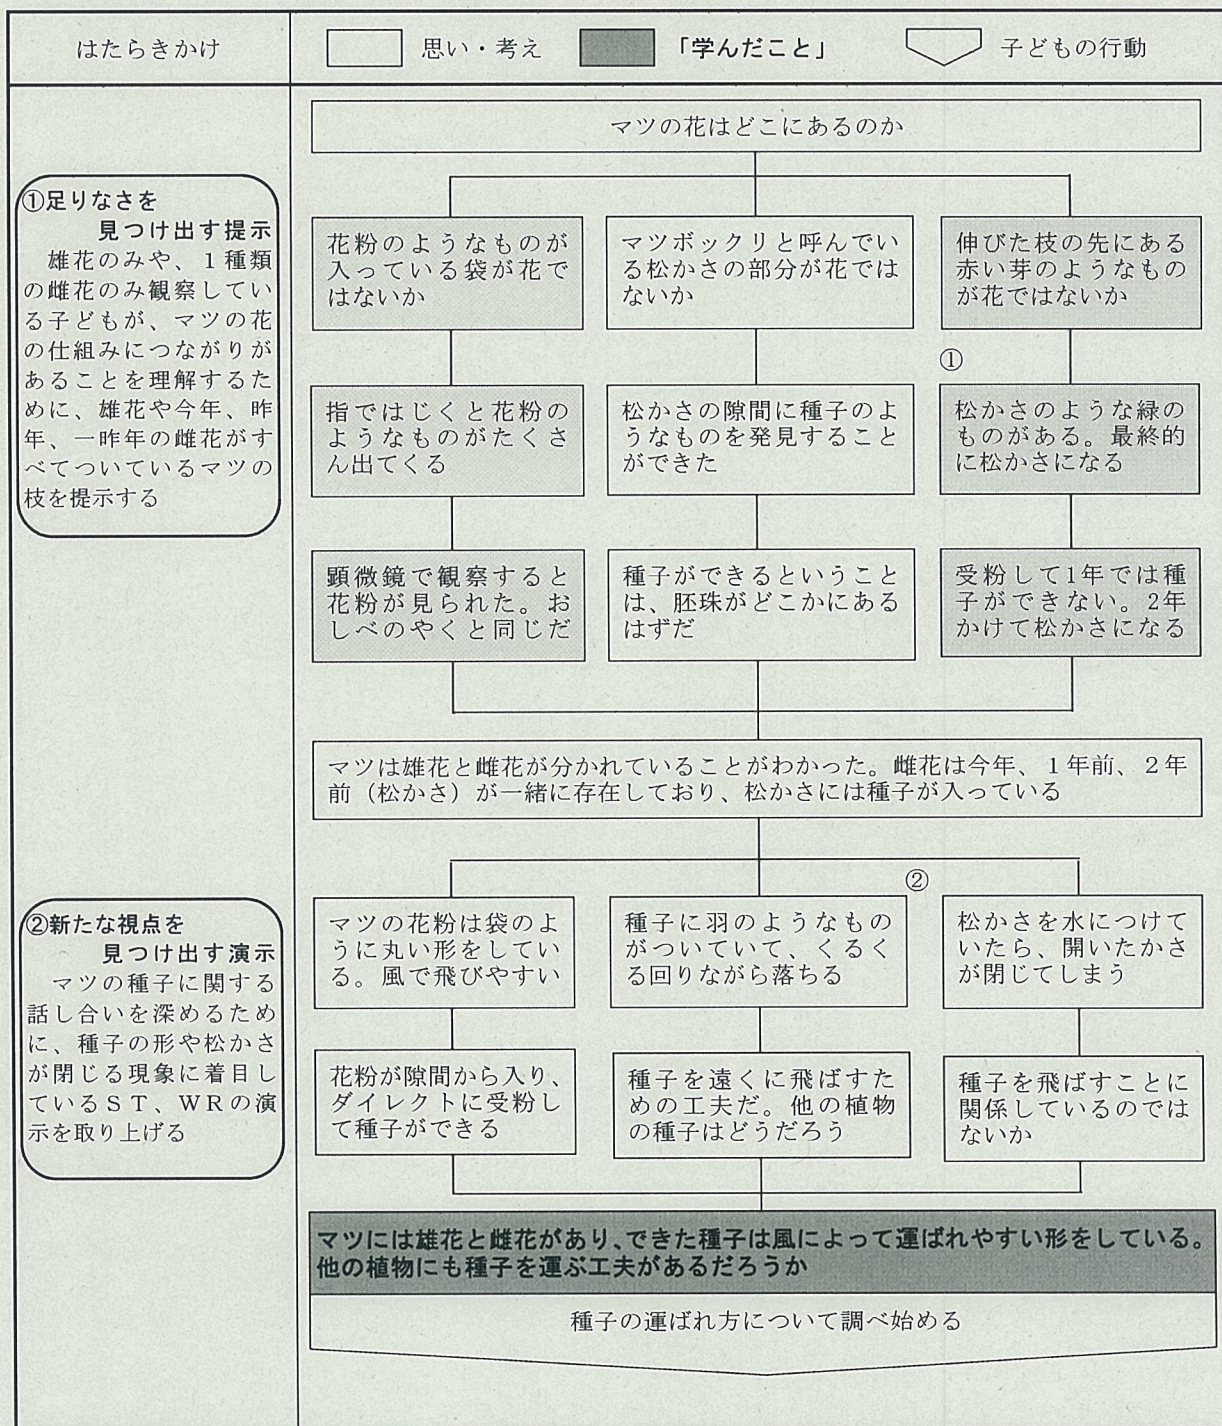 はたらきかけ
思い・考え
「学んだこと」
子どもの行動
マツの花はどこにあるのか
①足りなさを
見つけ出す提示
雄花のみや、１種類
の雌花のみ観察してい
る子どもが、マツの花
の仕組みにつながりが
あることを理解するた
めに、雄花や今年、昨
年、一昨年の雌花がす
べてついているマツの
枝を提示する
花粉のようなものが
入っている袋が花で
はないか
マツボックリと呼んでい
る松かさの部分が花では
ないか
伸びた枝の先にある
赤い芽のようなもの
が花ではないか
①
指ではじくと花粉の
ようなものがたくさ
ん出てくる
松かさの隙間に種子のよ
うなものを発見すること
ができた
松かさのような緑の
ものがある。最終的
に松かさになる
顕微鏡で観察すると
花粉が見られた。お
しべのやくと同じだ
種子ができるということ
は、胚珠がどこかにある
はずだ
受粉して1年では種
子ができない。2年
かけて松かさになる
マツは雄花と雌花が分かれていることがわかった。雌花は今年、１年前、２年
前（松かさ）が一緒に存在しており、松かさには種子が入っている
②新たな視点を
見つけ出す演示
マツの種子に関する
話し合いを深めるため
に、種子の形や松かさ
が閉じる現象に着目し
ているＳＴ、ＷＲの演
示を取り上げる
②
マツの花粉は袋のよ
うに丸い形をしてい
る。風で飛びやすい
種子に羽のようなもの
がついていて、くるく
る回りながら落ちる
松かさを水につけて
いたら、開いたかさ
が閉じてしまう
花粉が隙間から入り、
ダイレクトに受粉し
て種子ができる
種子を遠くに飛ばすた
めの工夫だ。他の植物
の種子はどうだろう
種子を飛ばすことに
関係しているのでは
ないか
マツには雄花と雌花があり、できた種子は風によって運ばれやすい形をしている。
他の植物にも種子を運ぶ工夫があるだろうか
種子の運ばれ方について調べ始める